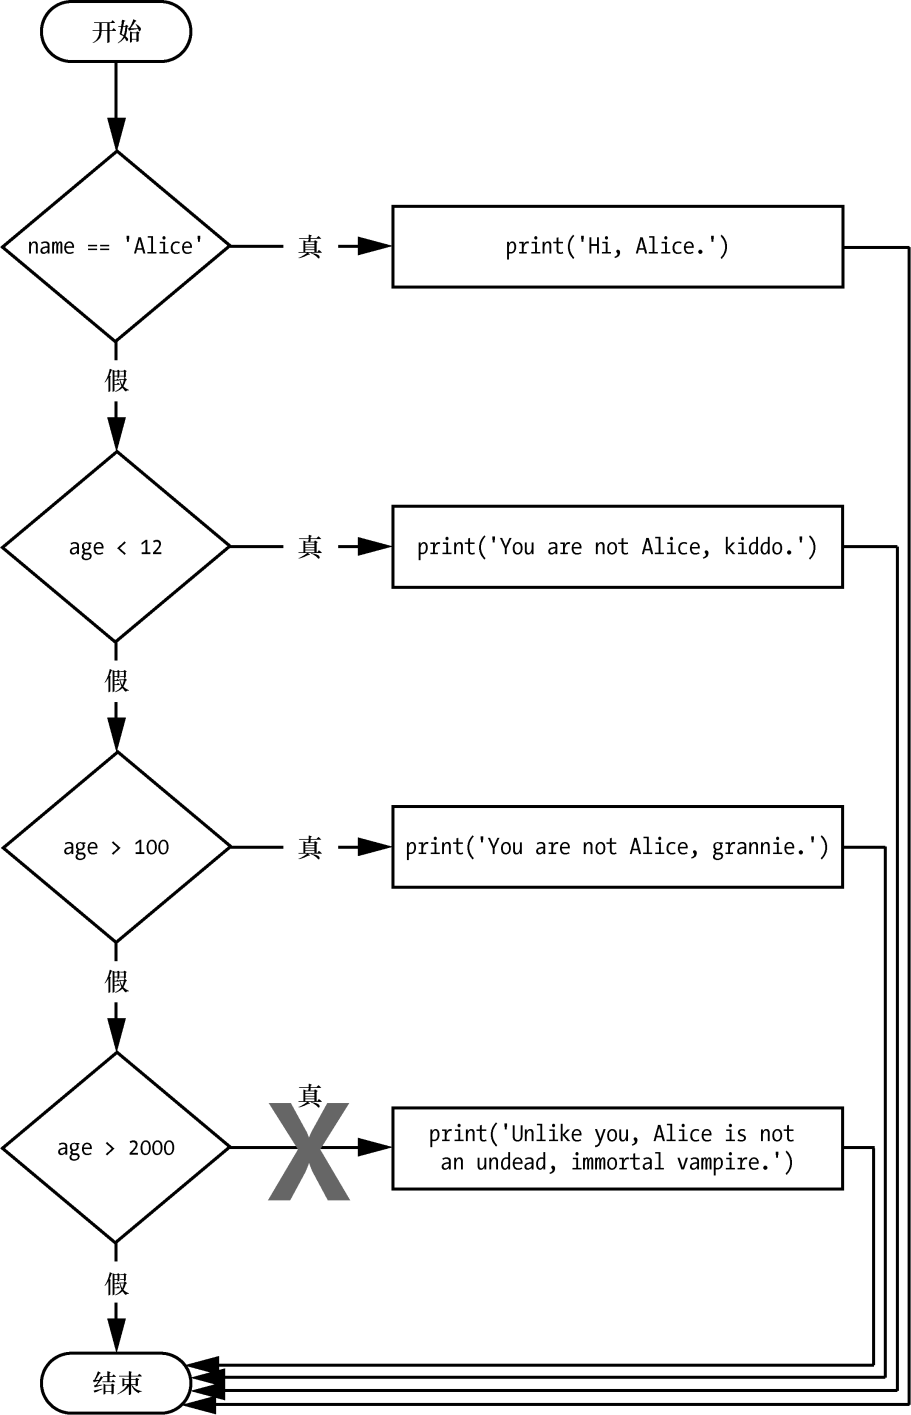 开始
name == 'Alice'
真
print('Hi, Alice.')
假
age < 12
真
print('You are not Alice, kiddo.')
假
age > 100
真
print('You are not Alice, grannie.')
假
age > 2000
真
X
print('Unlike you, Alice is not
an undead, immortal vampire.')
假
结束